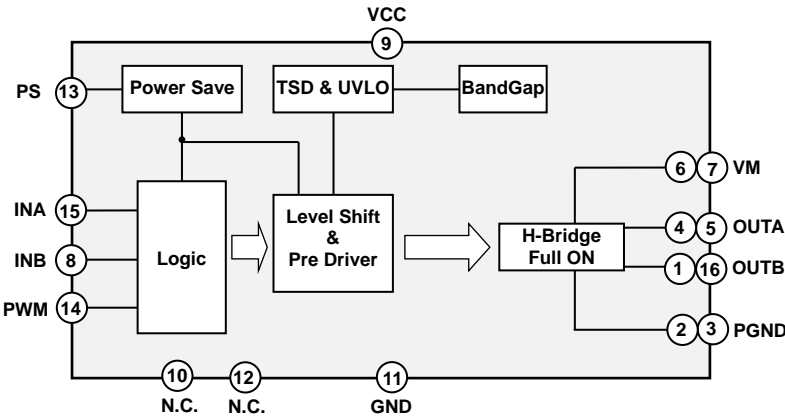 VCC
9
PS
13
Power Save
TSD & UVLO
BandGap
6
7
VM
INA
15
Logic
Level Shift
&
Pre Driver
H-Bridge
Full ON
4
5
OUTA
INB
8
1
16
OUTB
PWM
14
2
3
PGND
10
12
11
N.C.
N.C.
GND